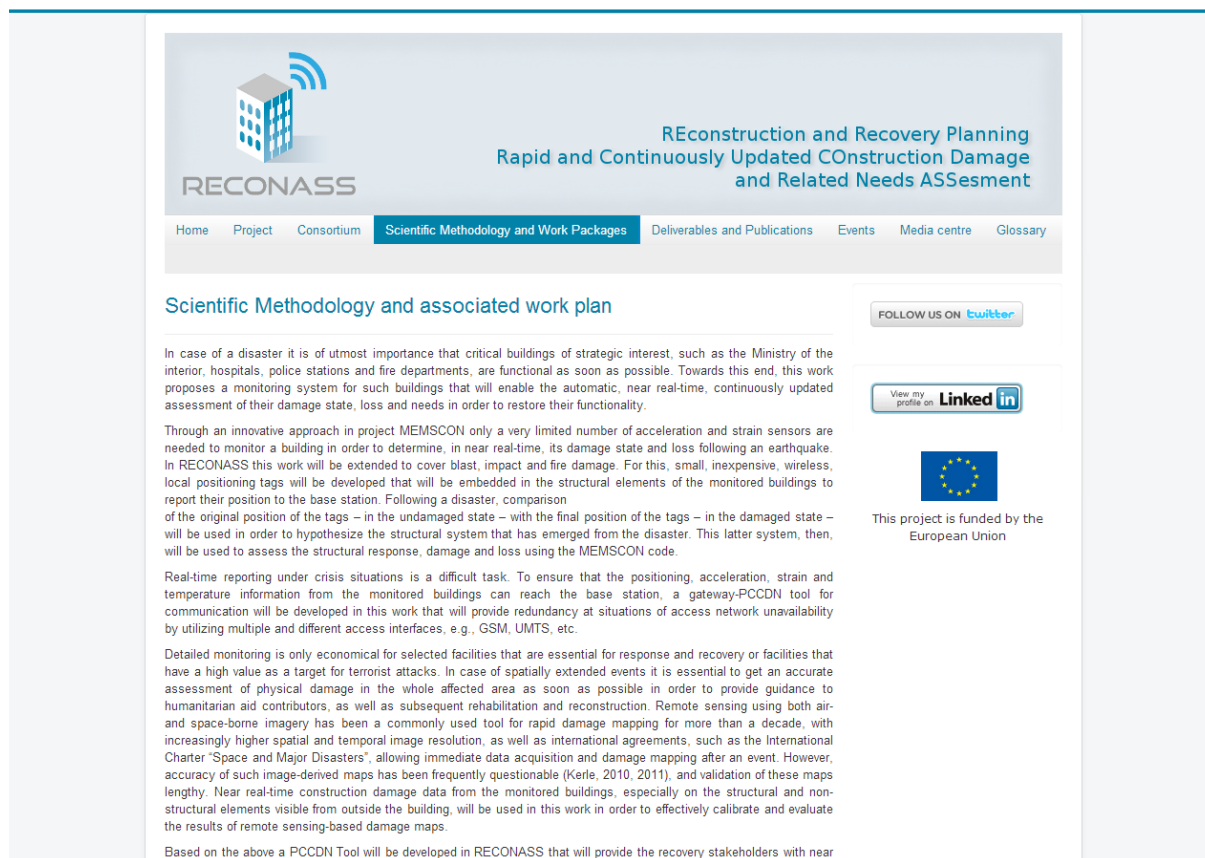 RECONASS
REconstruction and Recovery Planning
Rapid and Continuously Updated COnstruction Damage
and Related Needs ASSesment
Home Project Consortium Scientific Methodology and Work Packages Deliverables and Publications Events Media centre Glossary
Scientific Methodology and associated work plan
In case of a disaster it is of utmost importance that critical buildings of strategic interest, such as the Ministry of the
interior, hospitals, police stations and fire departments, are functional as soon as possible. Towards this end, this work
proposes a monitoring system for such buildings that will enable the automatic, near real-time, continuously updated
assessment of their damage state, loss and needs in order to restore their functionality.
Through an innovative approach in project MEMSCON only a very limited number of acceleration and strain sensors are
needed to monitor a building in order to determine, in near real-time, its damage state and loss following an earthquake.
In RECONASS this work will be extended to cover blast, impact and fire damage. For this, small, inexpensive, wireless,
local positioning tags will be developed that will be embedded in the structural elements of the monitored buildings to
report their position to the base station. Following a disaster, comparison
of the original position of the tags – in the undamaged state – with the final position of the tags – in the damaged state –
will be used in order to hypothesize the structural system that has emerged from the disaster. This latter system, then,
will be used to assess the structural response, damage and loss using the MEMSCON code.
Real-time reporting under crisis situations is a difficult task. To ensure that the positioning, acceleration, strain and
temperature information from the monitored buildings can reach the base station, a gateway-PCCDN tool for
communication will be developed in this work that will provide redundancy at situations of access network unavailability
by utilizing multiple and different access interfaces, e.g., GSM, UMTS, etc.
Detailed monitoring is only economical for selected facilities that are essential for response and recovery or facilities that
have a high value as a target for terrorist attacks. In case of spatially extended events it is essential to get an accurate
assessment of physical damage in the whole affected area as soon as possible in order to provide guidance to
humanitarian aid contributors, as well as subsequent rehabilitation and reconstruction. Remote sensing using both air-
and space-borne imagery has been a commonly used tool for rapid damage mapping for more than a decade, with
increasingly higher spatial and temporal image resolution, as well as international agreements, such as the International
Charter “Space and Major Disasters”, allowing immediate data acquisition and damage mapping after an event. However,
accuracy of such image-derived maps has been frequently questionable (Kerle, 2010, 2011), and validation of these maps
lengthy. Near real-time construction damage data from the monitored buildings, especially on the structural and non-
structural elements visible from outside the building, will be used in this work in order to effectively calibrate and evaluate
the results of remote sensing-based damage maps.
Based on the above a PCCDN Tool will be developed in RECONASS that will provide the recovery stakeholders with near
FOLLOW US ON twitter
View my
profile on Linked in
This project is funded by the
European Union